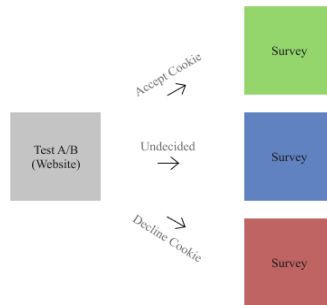 Survey
Accept Cookie
Test A/B
(Website)
Undecided
Survey
Decline Cookie
Survey